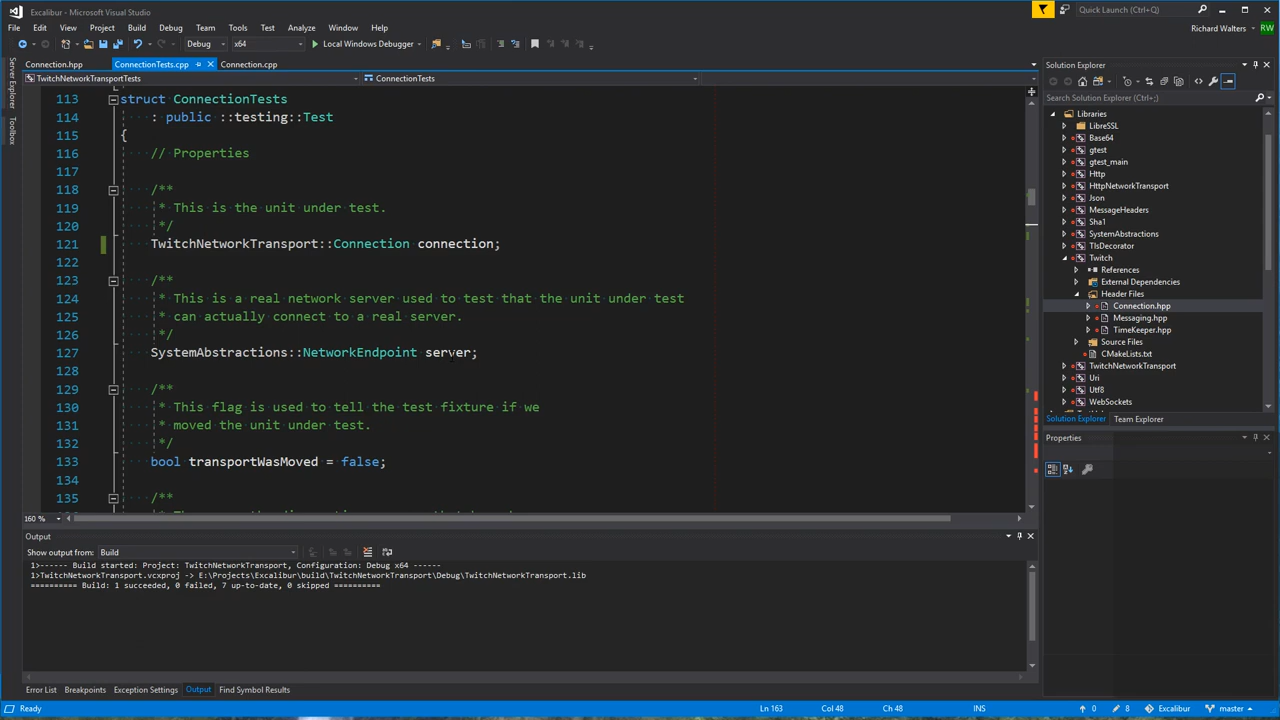 Excalibur - Microsoft Visual Studio
Quick Launch (Ctrl+Q)
File Edit View Project Build Debug Team Tools Test Analyze Window Help
Richard Walters RW
Debug x64 Local Windows Debugger
Connection.hpp ConnectionTests.cpp Connection.cpp
TwitchNetworkTransportTests ConnectionTests
Server Explorer
Toolbox
113 struct ConnectionTests
114 : public ::testing::Test
115 {
116 // Properties
117
118 /**
119 * This is the unit under test.
120 */
121 TwitchNetworkTransport::Connection connection;
122
123 /**
124 * This is a real network server used to test that the unit under test
125 * can actually connect to a real server.
126 */
127 SystemAbstractions::NetworkEndpoint server;
128
129 /**
130 * This flag is used to tell the test fixture if we
131 * moved the unit under test.
132 */
133 bool transportWasMoved = false;
134
135 /**
160 %
Solution Explorer
Search Solution Explorer (Ctrl+;)
Libraries
LibreSSL
Base64
gtest
gtest_main
Http
HttpNetworkTransport
Json
MessageHeaders
Sha1
SystemAbstractions
TlsDecorator
Twitch
References
External Dependencies
Header Files
Connection.hpp
Messaging.hpp
TimeKeeper.hpp
Source Files
CMakeLists.txt
TwitchNetworkTransport
Uri
Utf8
WebSockets
Solution Explorer Team Explorer
Properties
Output
Show output from: Build
1>------ Build started: Project: TwitchNetworkTransport, Configuration: Debug x64 ------
1>TwitchNetworkTransport.vcxproj -> E:\Projects\Excalibur\build\TwitchNetworkTransport\Debug\TwitchNetworkTransport.lib
========== Build: 1 succeeded, 0 failed, 7 up-to-date, 0 skipped ==========
Error List Breakpoints Exception Settings Output Find Symbol Results
Ready Ln 163 Col 48 Ch 48 INS 0 8 Excalibur master